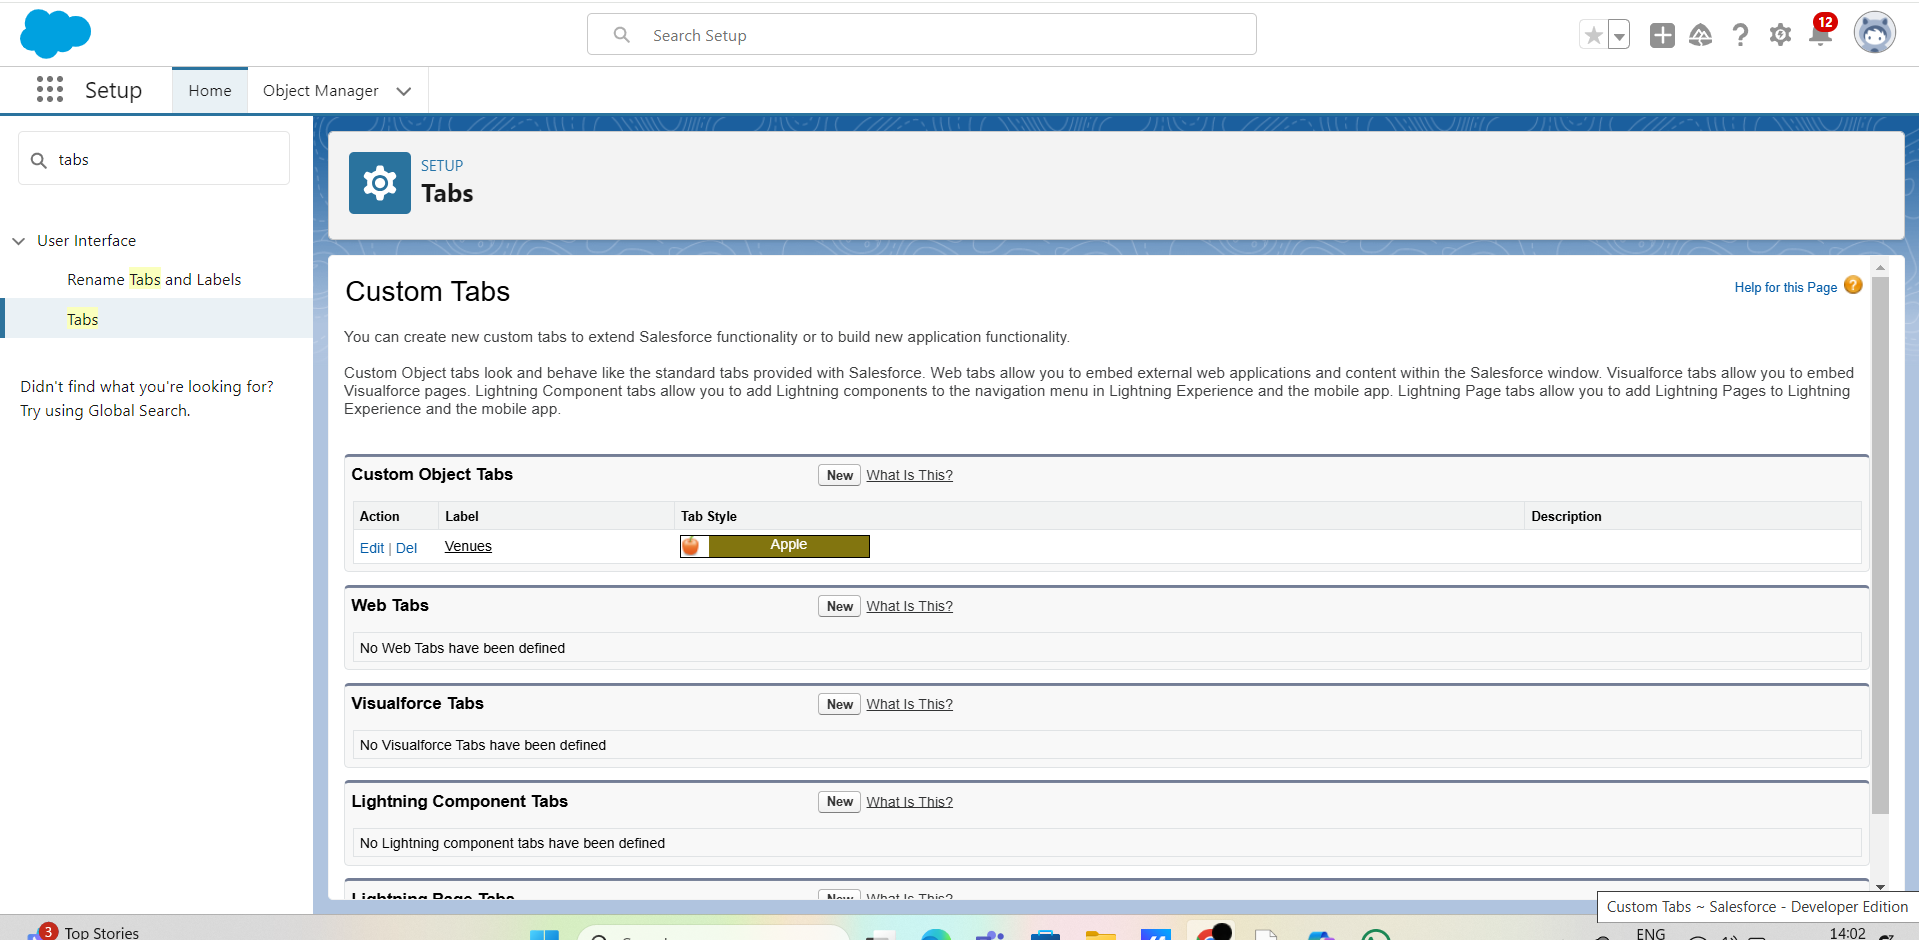 Search Setup
12
Setup
Home
Object Manager
tabs
User Interface
Rename Tabs and Labels
Tabs
Didn't find what you're looking for?
Try using Global Search.
SETUP
Tabs
Custom Tabs
Help for this Page
You can create new custom tabs to extend Salesforce functionality or to build new application functionality.
Custom Object tabs look and behave like the standard tabs provided with Salesforce. Web tabs allow you to embed external web applications and content within the Salesforce window. Visualforce tabs allow you to embed
Visualforce pages. Lightning Component tabs allow you to add Lightning components to the navigation menu in Lightning Experience and the mobile app. Lightning Page tabs allow you to add Lightning Pages to Lightning
Experience and the mobile app.
Custom Object Tabs New What Is This?
Action Label Tab Style Description
Edit | Del Venues Apple
Web Tabs New What Is This?
No Web Tabs have been defined
Visualforce Tabs New What Is This?
No Visualforce Tabs have been defined
Lightning Component Tabs New What Is This?
No Lightning component tabs have been defined
Lightning Page Tabs New What Is This?
Custom Tabs ~ Salesforce - Developer Edition
3 Top Stories
ENG
14:02